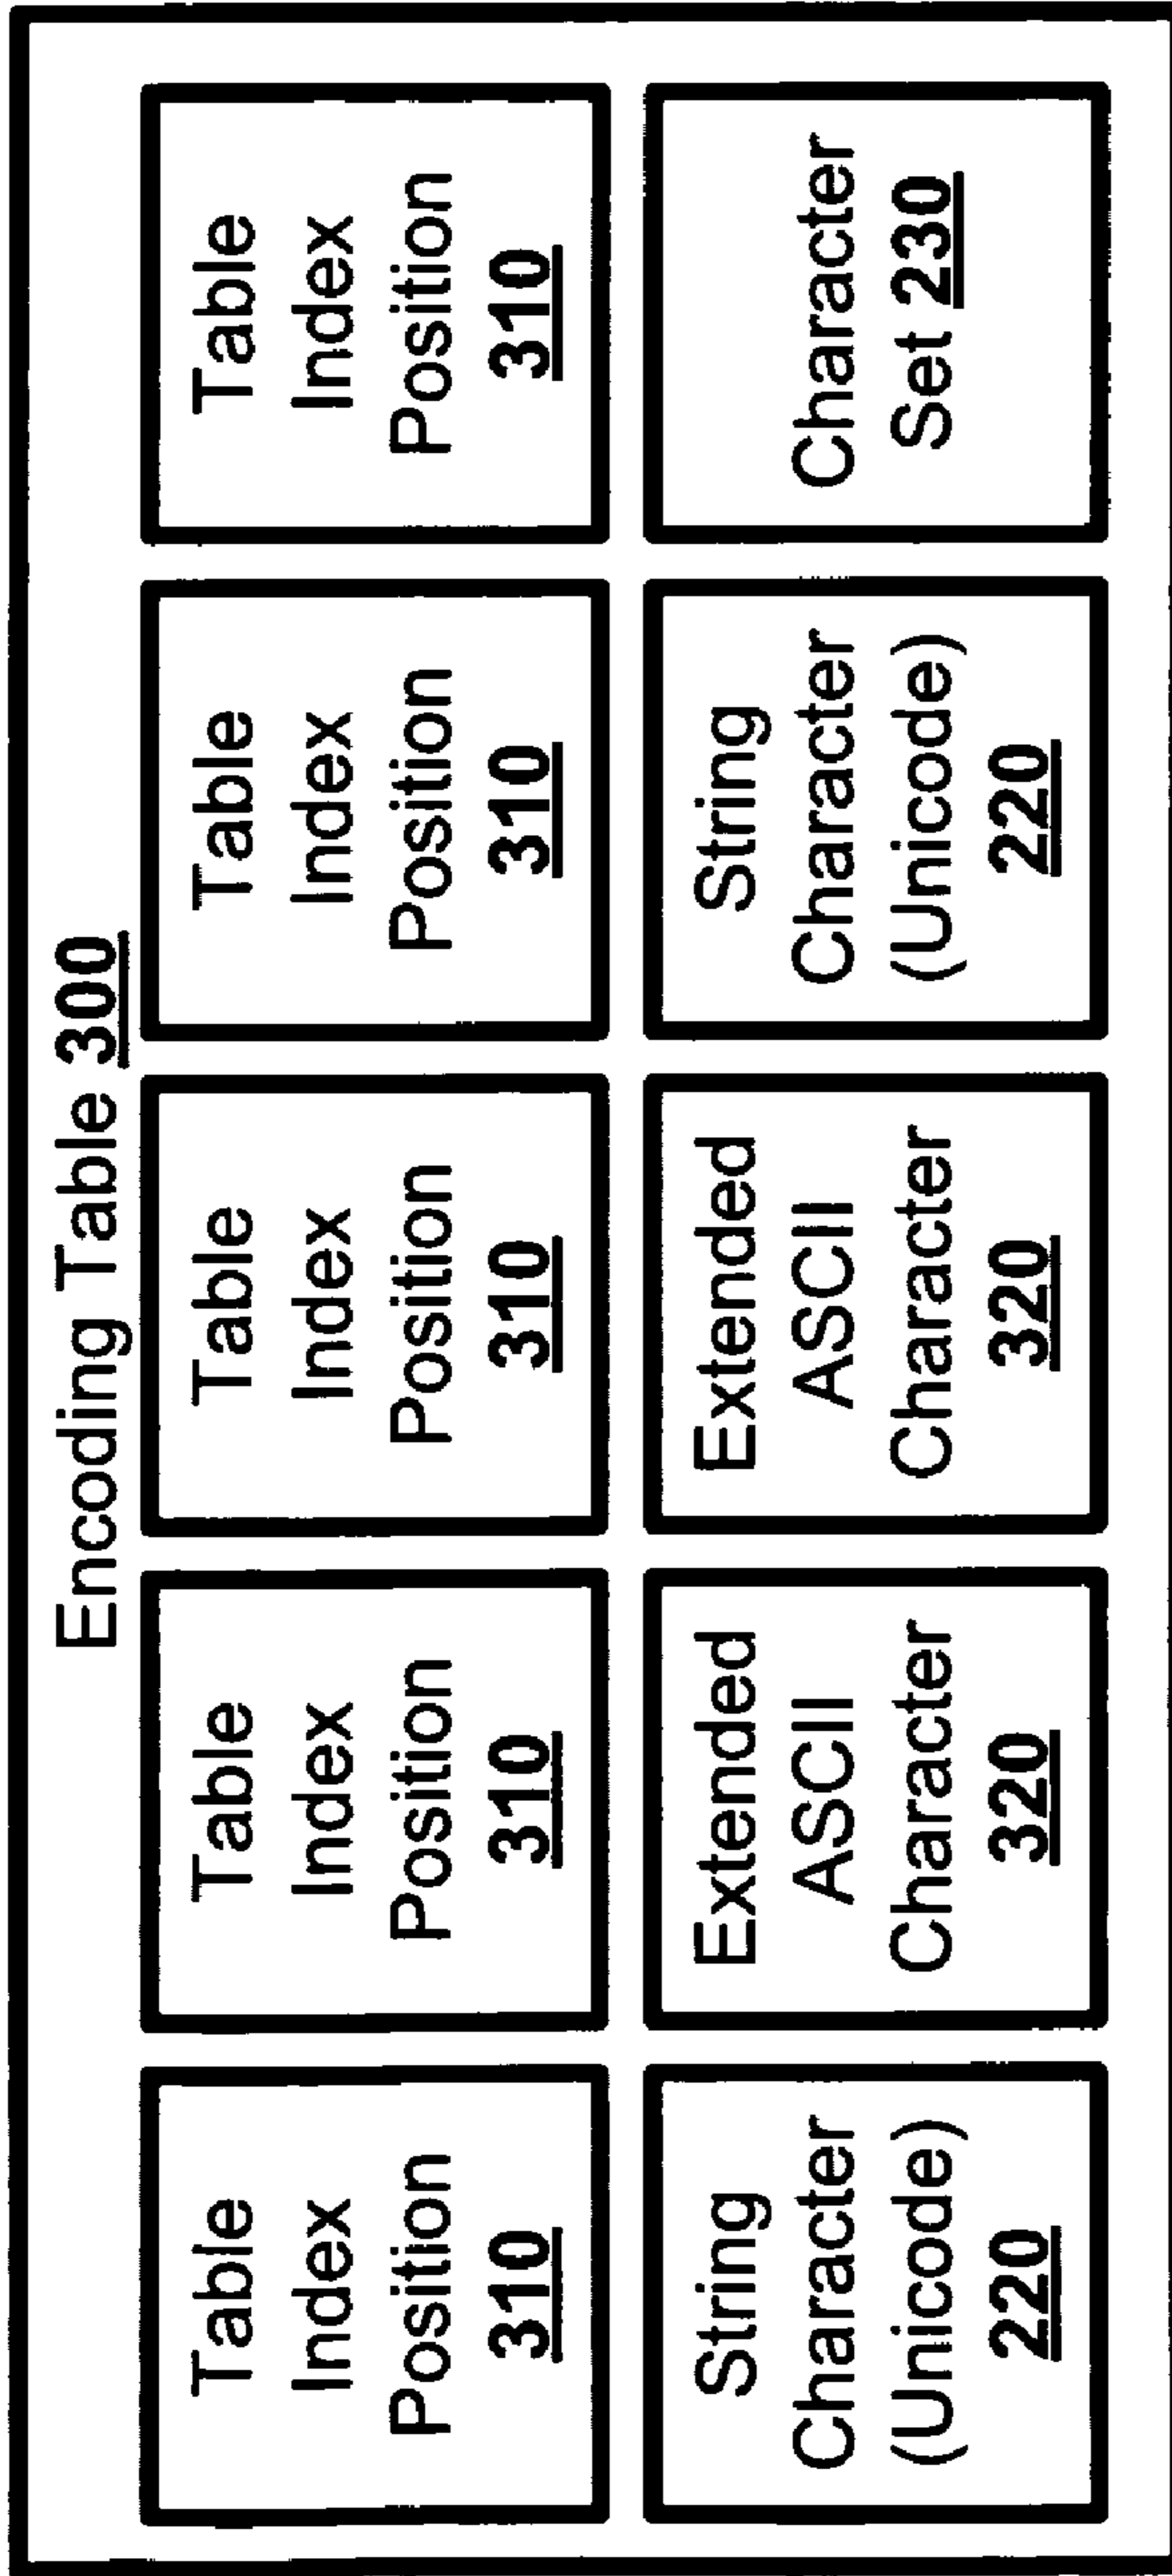 Encoding Table 300
Table
Index
Position
310
Table
Index
Position
310
Table
Index
Position
310
Table
Index
Position
310
Table
Index
Position
310
String
Character
(Unicode)
220
Extended
ASCII
Character
320
Extended
ASCII
Character
320
String
Character
(Unicode)
220
Character
Set 230